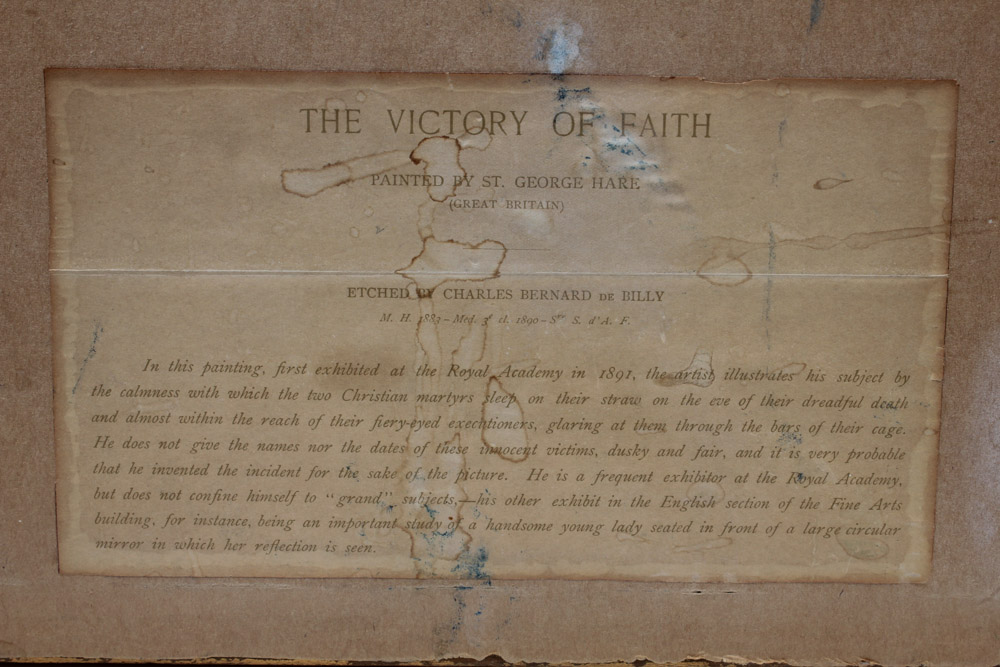 THE VICTORY OF FAITH
PAINTED BY ST. GEORGE HARE
(GREAT BRITAIN)
ETCHED BY CHARLES BERNARD DE BILLY
M. H. 1883–Med. 3d cl. 1890–Sre S. d'A. F.
In this painting, first exhibited at the Royal Academy in 1891, the artist illustrates his subject by
the calmness with which the two Christian martyrs sleep on their straw on the eve of their dreadful death
and almost within the reach of their fiery-eyed executioners, glaring at them through the bars of their cage.
He does not give the names nor the dates of these innocent victims, dusky and fair, and it is very probable
that he invented the incident for the sake of the picture. He is a frequent exhibitor at the Royal Academy,
but does not confine himself to "grand" subjects,—his other exhibit in the English section of the Fine Arts
building, for instance, being an important study of a handsome young lady seated in front of a large circular
mirror in which her reflection is seen.